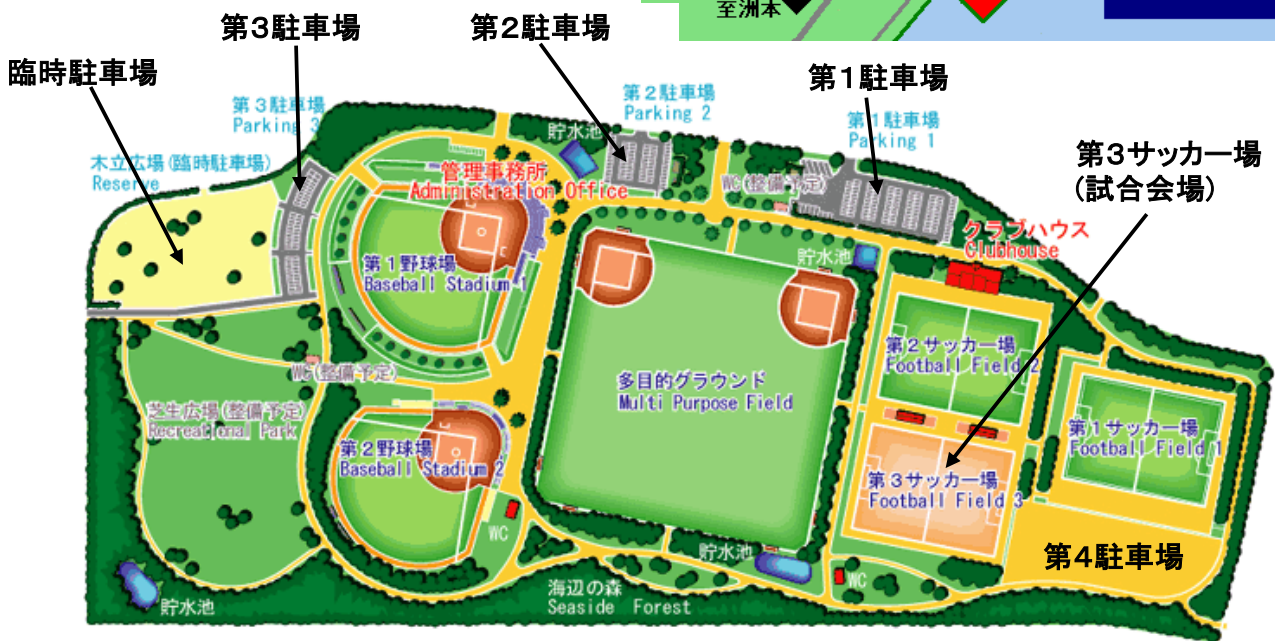 至洲本
第3駐車場
第2駐車場
臨時駐車場
第1駐車場
第3サッカー場
(試合会場)
第3駐車場
Parking 3
第2駐車場
Parking 2
第1駐車場
Parking 1
貯水池
木立広場(臨時駐車場)
Reserve
管理事務所
Administration Office
WC(整備予定)
クラブハウス
Clubhouse
貯水池
第1野球場
Baseball Stadium 1
第2サッカー場
Football Field 2
WC(整備予定)
多目的グラウンド
Multi Purpose Field
芝生広場(整備予定)
Recreational Park
第1サッカー場
Football Field 1
第2野球場
Baseball Stadium 2
第3サッカー場
Football Field 3
WC
貯水池
第4駐車場
WC
海辺の森
Seaside Forest
貯水池